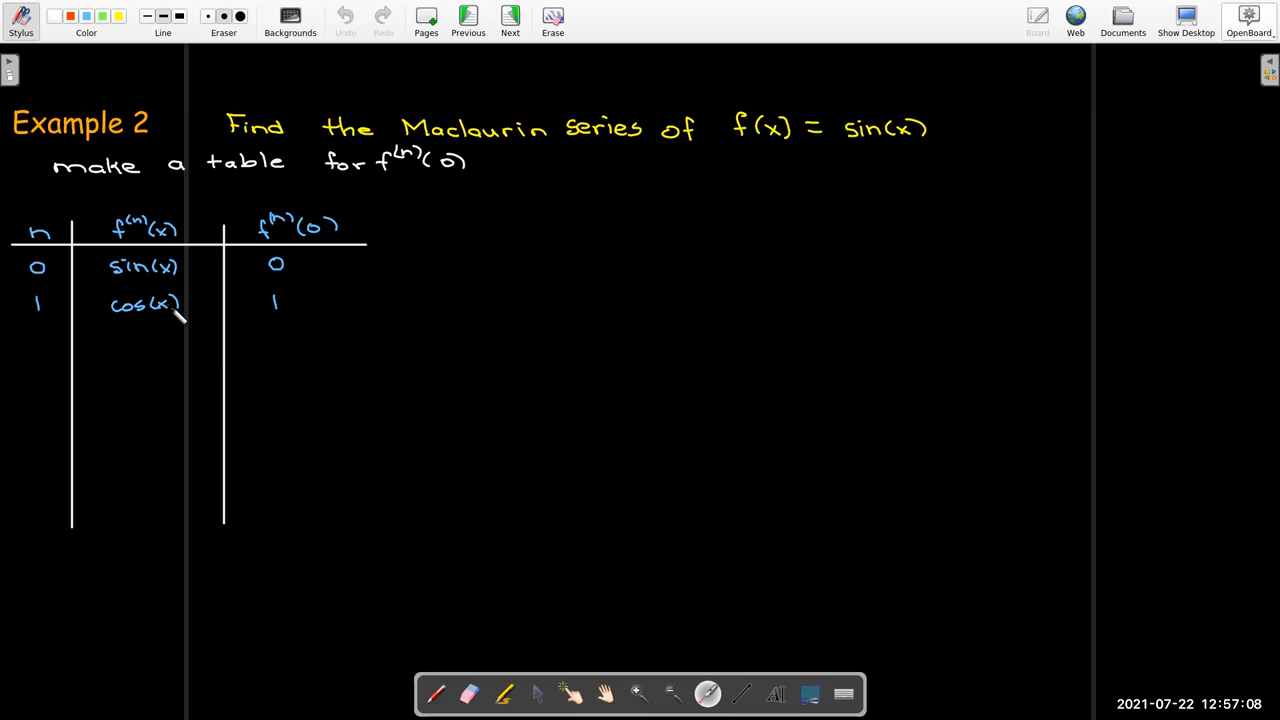 Stylus Color Line Eraser Backgrounds Undo Redo Pages Previous Next Erase Board Web Documents Show Desktop OpenBoard
Example 2 Find the Maclaurin series of f(x) = sin(x)
make a table for f^(n)(0)
n f^(n)(x) f^(n)(0)
0 sin(x) 0
1 cos(x) 1
2021-07-22 12:57:08